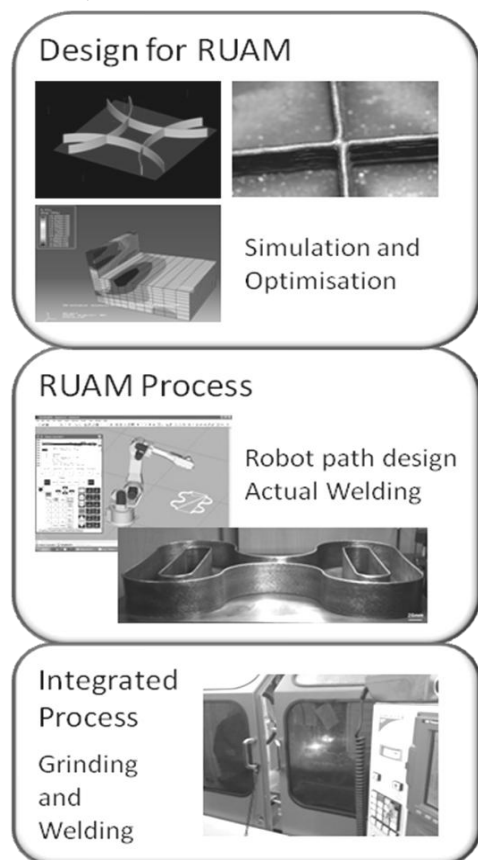 Design for RUAM
Simulation and
Optimisation
RUAM Process
Robot path design
Actual Welding
Integrated
Process
Grinding
and
Welding